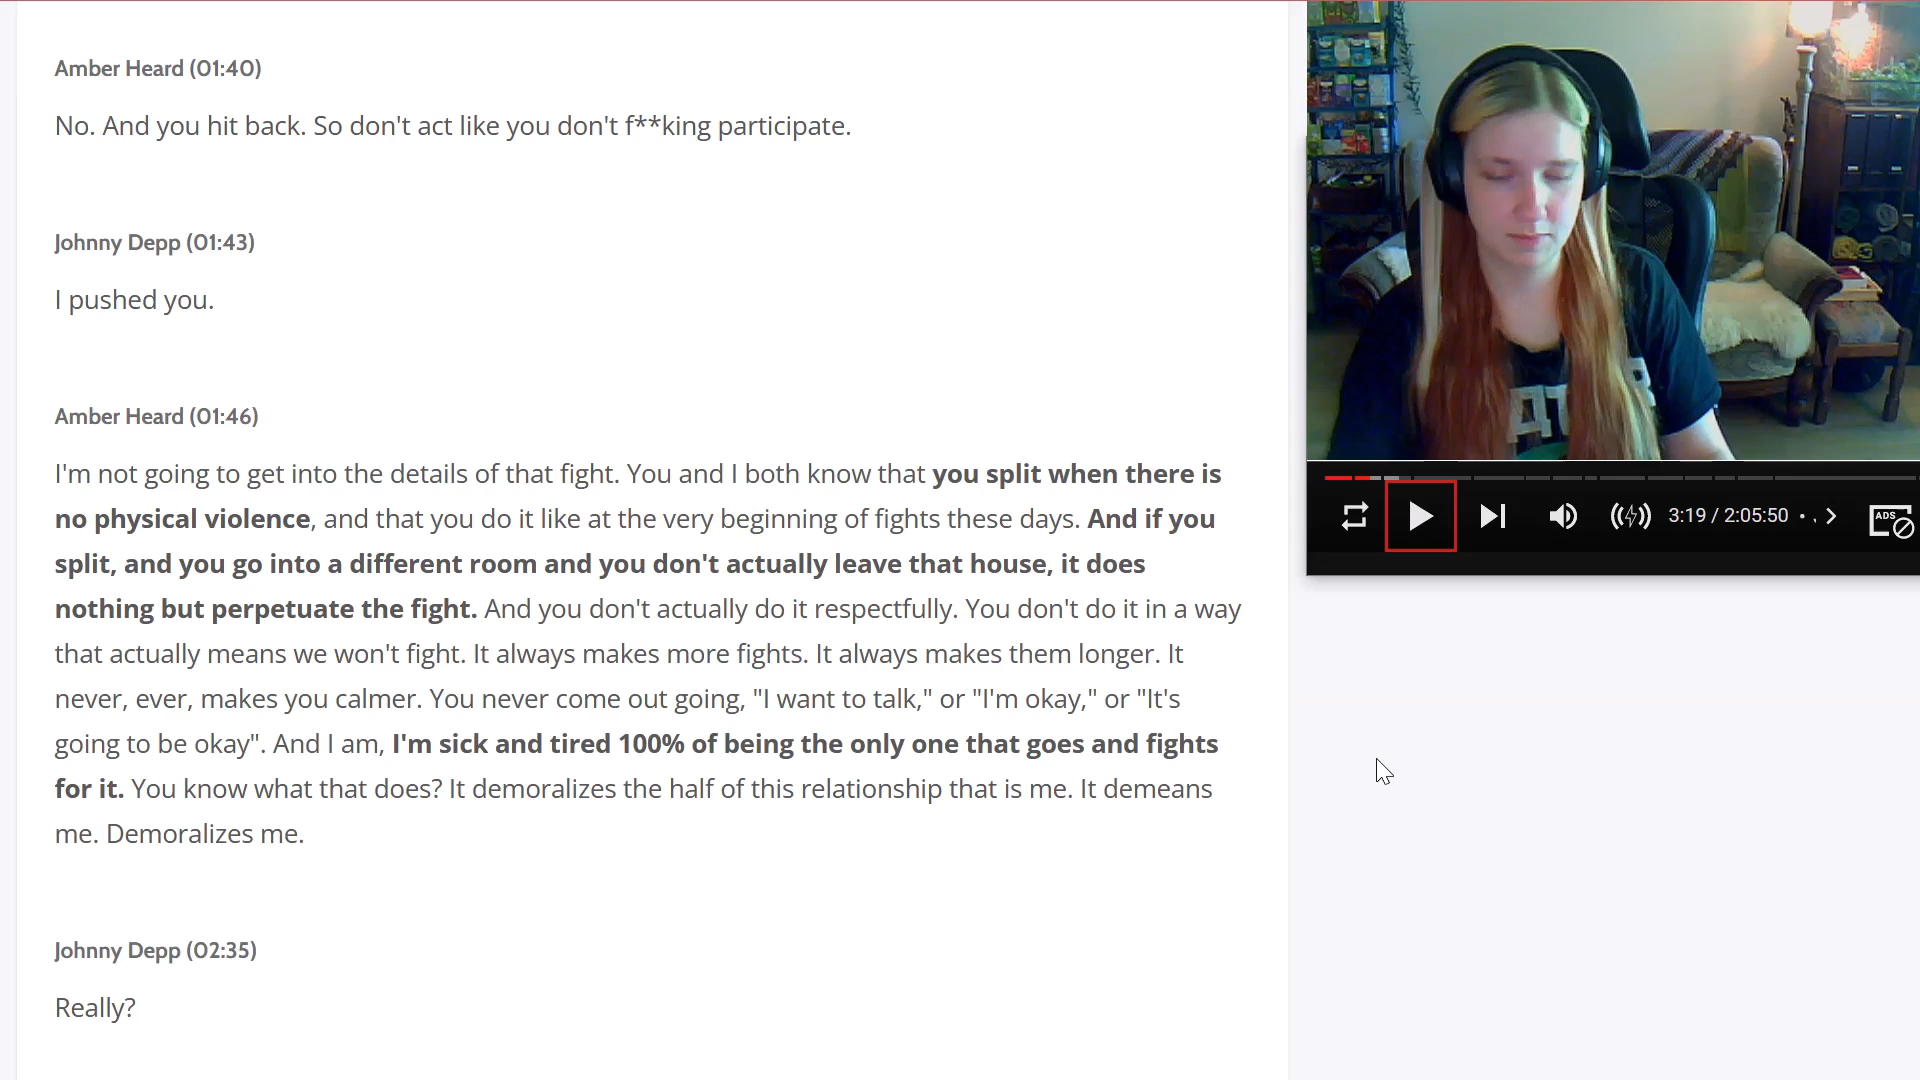 Amber Heard (01:40)
No. And you hit back. So don't act like you don't f**king participate.
Johnny Depp (01:43)
I pushed you.
Amber Heard (01:46)
I'm not going to get into the details of that fight. You and I both know that you split when there is
no physical violence, and that you do it like at the very beginning of fights these days. And if you
split, and you go into a different room and you don't actually leave that house, it does
nothing but perpetuate the fight. And you don't actually do it respectfully. You don't do it in a way
that actually means we won't fight. It always makes more fights. It always makes them longer. It
never, ever, makes you calmer. You never come out going, "I want to talk," or "I'm okay," or "It's
going to be okay". And I am, I'm sick and tired 100% of being the only one that goes and fights
for it. You know what that does? It demoralizes the half of this relationship that is me. It demeans
me. Demoralizes me.
Johnny Depp (02:35)
Really?
3:19 / 2:05:50
ADS